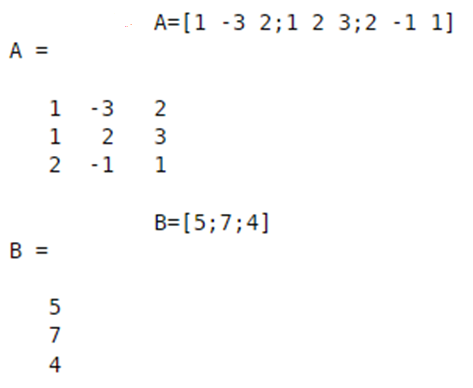 A=[1 -3 2;1 2 3;2 -1 1]
A =
1 -3 2
1 2 3
2 -1 1
B=[5;7;4]
B =
5
7
4